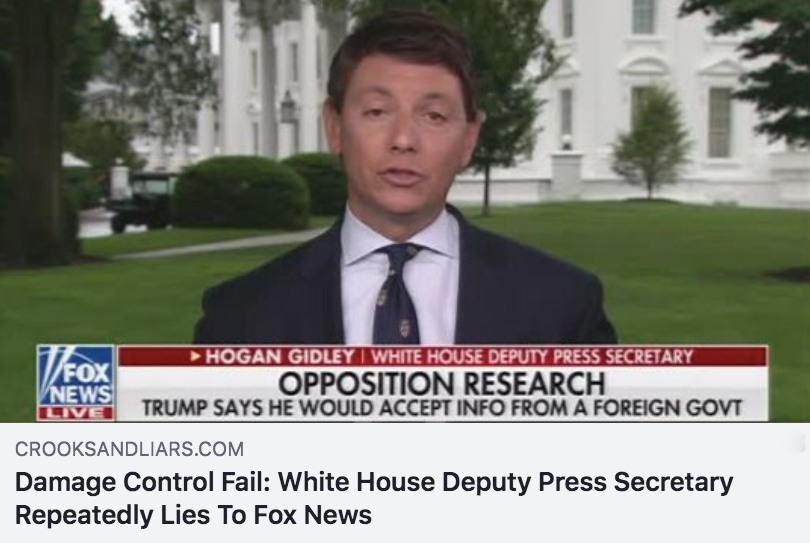 HOGAN GIDLEY | WHITE HOUSE DEPUTY PRESS SECRETARY
FOX
NEWS
LIVE
OPPOSITION RESEARCH
TRUMP SAYS HE WOULD ACCEPT INFO FROM A FOREIGN GOVT
CROOKSANDLIARS.COM
Damage Control Fail: White House Deputy Press Secretary
Repeatedly Lies To Fox News